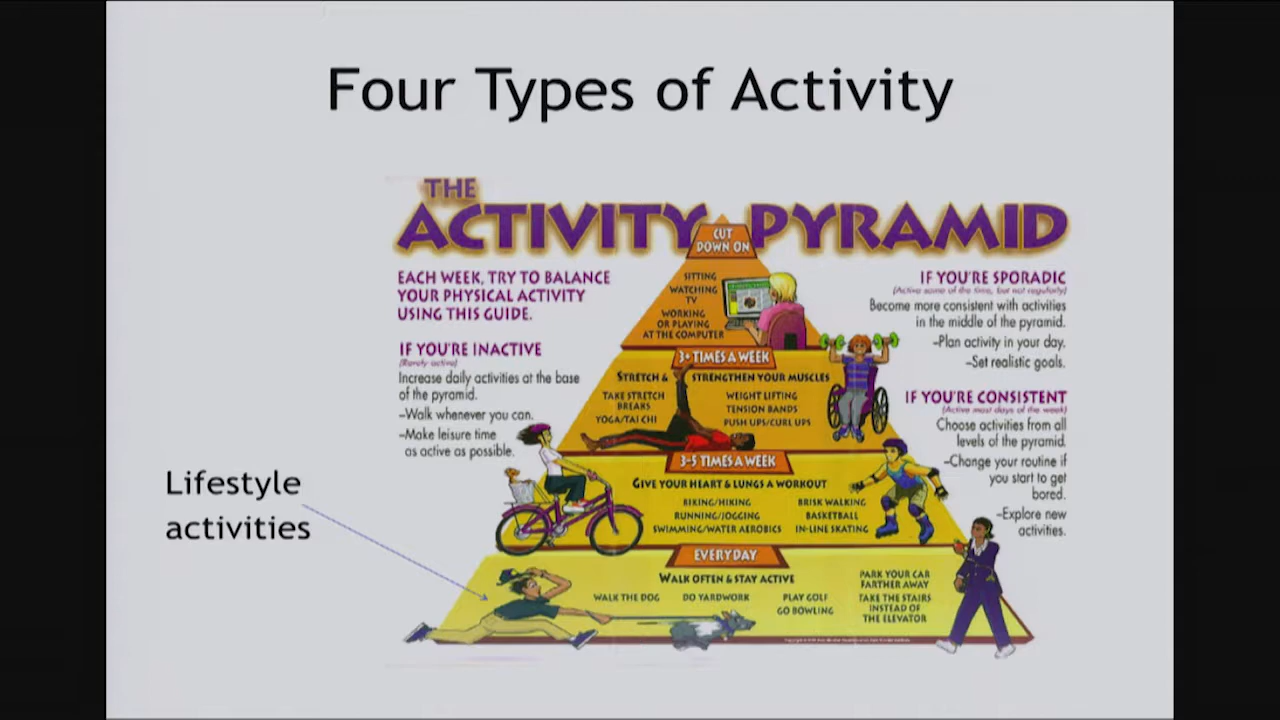 Four Types of Activity
THE
ACTIVITY PYRAMID
EACH WEEK, TRY TO BALANCE
YOUR PHYSICAL ACTIVITY
USING THIS GUIDE.
IF YOU'RE INACTIVE
(Rarely active)
Increase daily activities at the base
of the pyramid.
–Walk whenever you can.
–Make leisure time
as active as possible.
IF YOU'RE SPORADIC
(Active some of the time, but not regularly)
Become more consistent with activities
in the middle of the pyramid.
–Plan activity in your day.
–Set realistic goals.
IF YOU'RE CONSISTENT
(Active most days of the week)
Choose activities from all
levels of the pyramid.
–Change your routine if
you start to get
bored.
–Explore new
activities.
CUT
DOWN ON
SITTING
WATCHING
TV
WORKING
OR PLAYING
AT THE COMPUTER
3+ TIMES A WEEK
STRETCH & STRENGTHEN YOUR MUSCLES
TAKE STRETCH
BREAKS
YOGA/TAI CHI
WEIGHT LIFTING
TENSION BANDS
PUSH UPS/CURL UPS
3-5 TIMES A WEEK
GIVE YOUR HEART & LUNGS A WORKOUT
BIKING/HIKING
RUNNING/JOGGING
SWIMMING/WATER AEROBICS
BRISK WALKING
BASKETBALL
IN-LINE SKATING
EVERYDAY
WALK OFTEN & STAY ACTIVE
WALK THE DOG
DO YARDWORK
PLAY GOLF
GO BOWLING
PARK YOUR CAR
FARTHER AWAY
TAKE THE STAIRS
INSTEAD OF
THE ELEVATOR
Lifestyle
activities